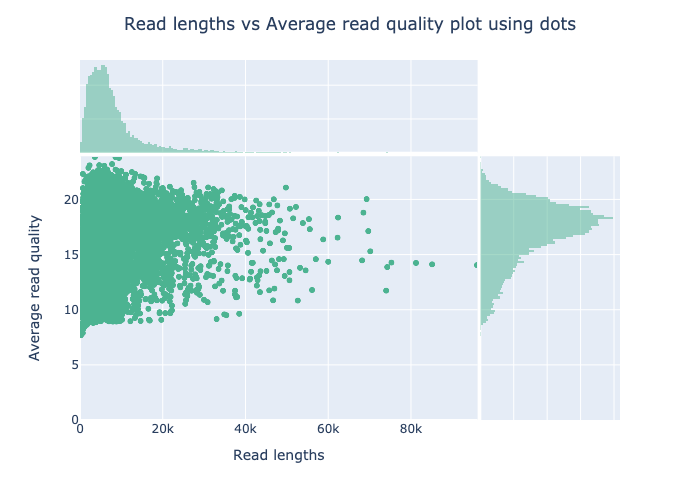 Read lengths vs Average read quality plot using dots
Average read quality
20
15
10
5
0
0 20k 40k 60k 80k
Read lengths